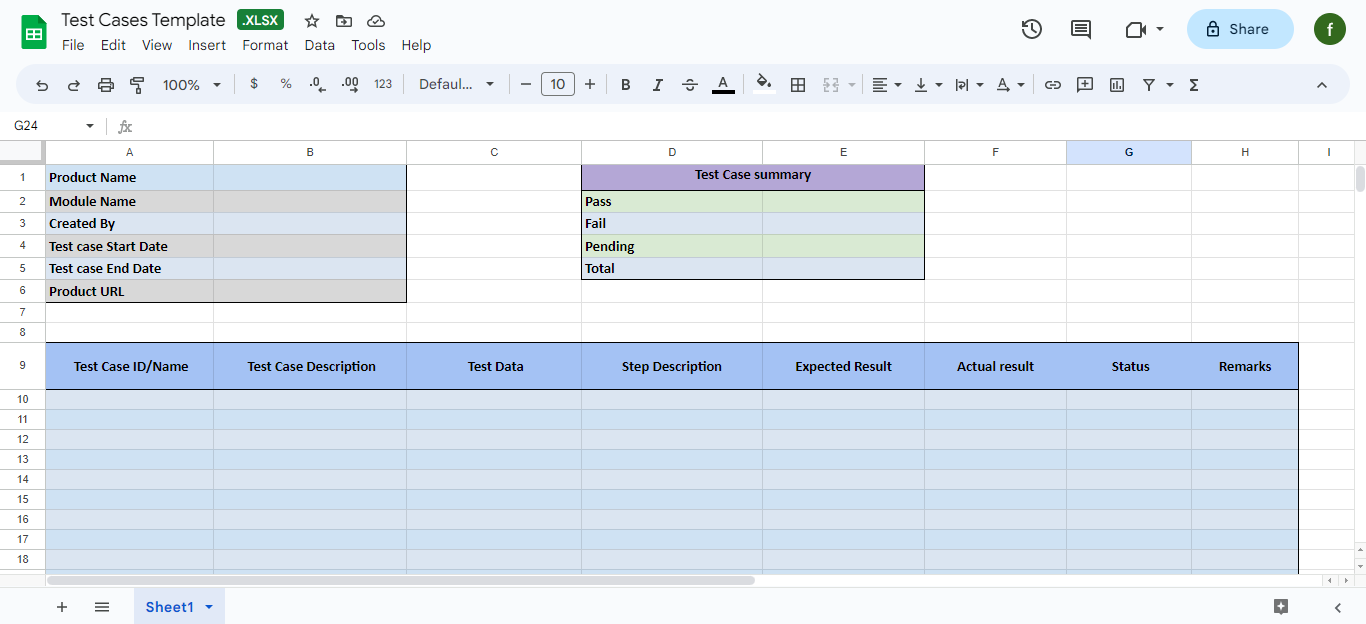 Test Cases Template .XLSX
File Edit View Insert Format Data Tools Help
Share
f
100% $ % .0 .00 123 Defaul... 10 B I A A Σ
G24 fx
A B C D E F G H I
1 Product Name Test Case summary
2 Module Name Pass
3 Created By Fail
4 Test case Start Date Pending
5 Test case End Date Total
6 Product URL
7
8
9 Test Case ID/Name Test Case Description Test Data Step Description Expected Result Actual result Status Remarks
10
11
12
13
14
15
16
17
18
Sheet1